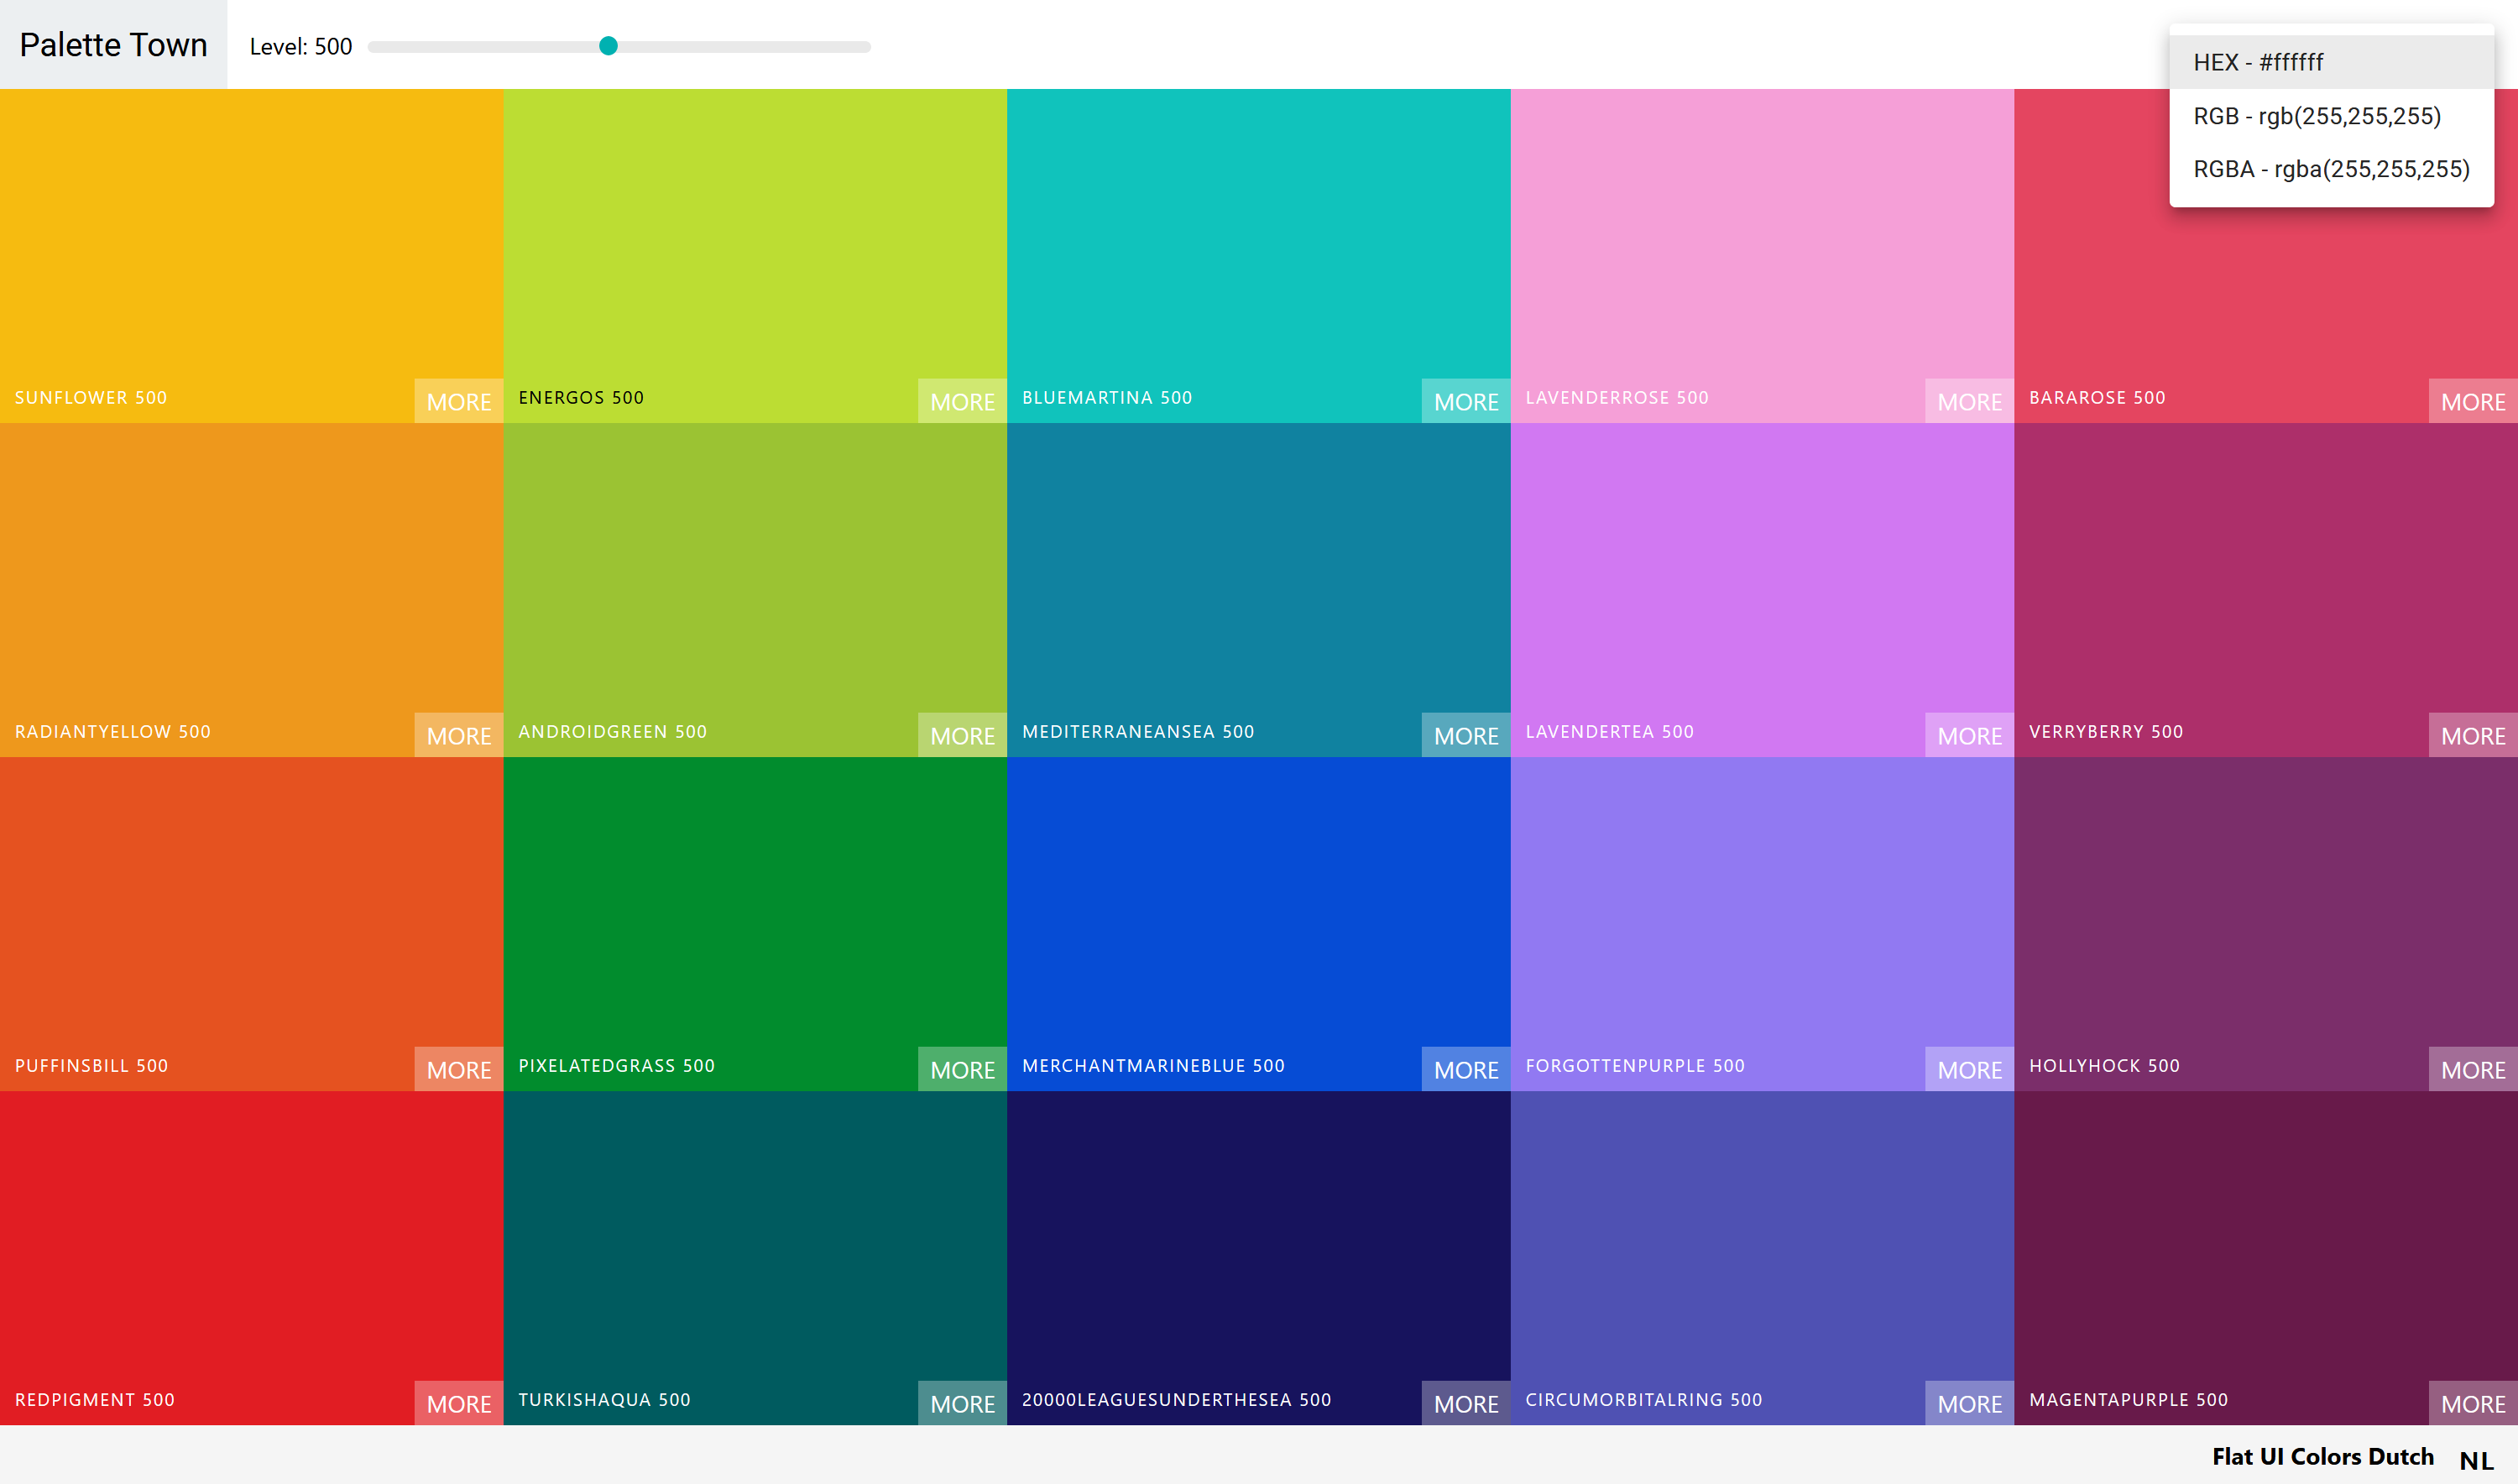 Palette Town
Level: 500
HEX - #ffffff
RGB - rgb(255,255,255)
RGBA - rgba(255,255,255)
SUNFLOWER 500 MORE
ENERGOS 500 MORE
BLUEMARTINA 500 MORE
LAVENDERROSE 500 MORE
BARAROSE 500 MORE
RADIANTYELLOW 500 MORE
ANDROIDGREEN 500 MORE
MEDITERRANEANSEA 500 MORE
LAVENDERTEA 500 MORE
VERRYBERRY 500 MORE
PUFFINSBILL 500 MORE
PIXELATEDGRASS 500 MORE
MERCHANTMARINEBLUE 500 MORE
FORGOTTENPURPLE 500 MORE
HOLLYHOCK 500 MORE
REDPIGMENT 500 MORE
TURKISHAQUA 500 MORE
20000LEAGUESUNDERTHESEA 500 MORE
CIRCUMORBITALRING 500 MORE
MAGENTAPURPLE 500 MORE
Flat UI Colors Dutch NL